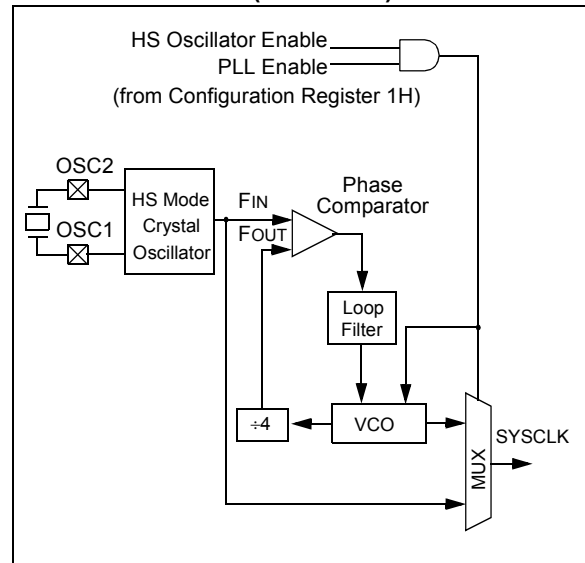 HS Oscillator Enable
PLL Enable
(from Configuration Register 1H)
OSC2
OSC1
HS Mode
Crystal
Oscillator
FIN
FOUT
Phase
Comparator
Loop
Filter
÷4
VCO
MUX
SYSCLK